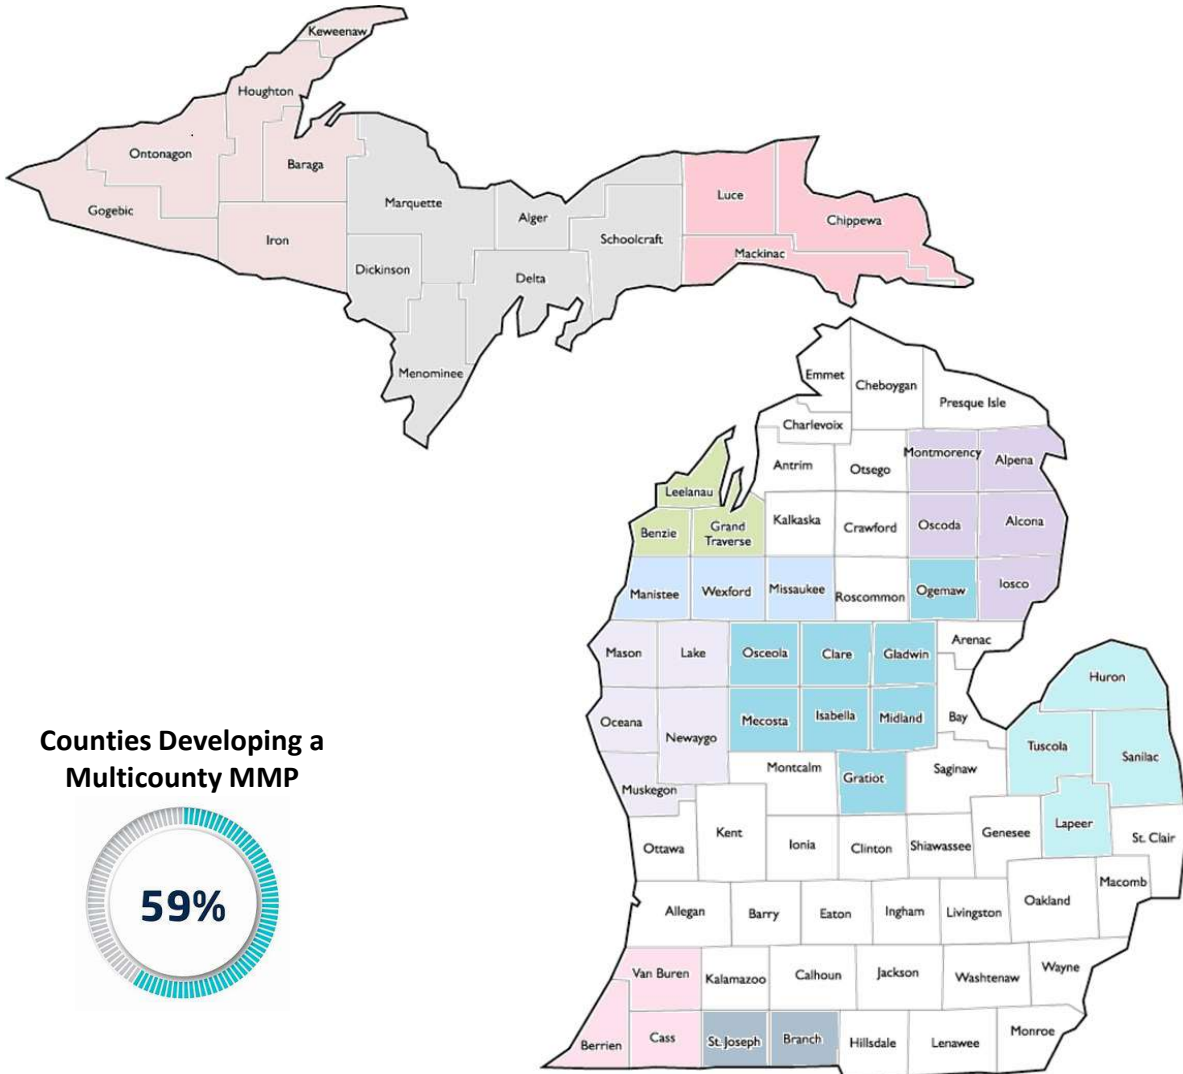 Keweenaw
Houghton
Ontonagon
Baraga
Gogebic
Iron
Marquette
Alger
Luce
Chippewa
Schoolcraft
Mackinac
Dickinson
Delta
Menominee
Emmet
Cheboygan
Presque Isle
Charlevoix
Antrim
Otsego
Montmorency
Alpena
Leelanau
Benzie
Grand
Traverse
Kalkaska
Crawford
Oscoda
Alcona
Manistee
Wexford
Missaukee
Roscommon
Ogemaw
Iosco
Arenac
Mason
Lake
Osceola
Clare
Gladwin
Huron
Oceana
Newaygo
Mecosta
Isabella
Midland
Bay
Tuscola
Sanilac
Counties Developing a
Multicounty MMP
59%
Muskegon
Montcalm
Gratiot
Saginaw
Lapeer
Kent
Ottawa
Ionia
Clinton
Shiawassee
Genesee
St. Clair
Macomb
Allegan
Barry
Eaton
Ingham
Livingston
Oakland
Van Buren
Kalamazoo
Calhoun
Jackson
Washtenaw
Wayne
Berrien
Cass
St. Joseph
Branch
Hillsdale
Lenawee
Monroe